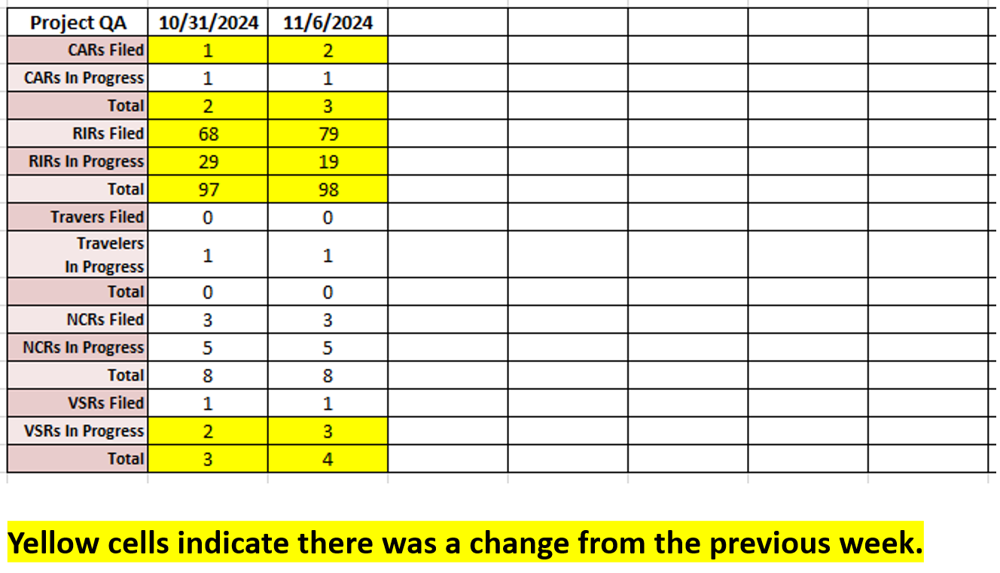 Project QA 10/31/2024 11/6/2024
CARs Filed 1 2
CARs In Progress 1 1
Total 2 3
RIRs Filed 68 79
RIRs In Progress 29 19
Total 97 98
Travers Filed 0 0
Travelers
In Progress 1 1
Total 0 0
NCRs Filed 3 3
NCRs In Progress 5 5
Total 8 8
VSRs Filed 1 1
VSRs In Progress 2 3
Total 3 4
Yellow cells indicate there was a change from the previous week.